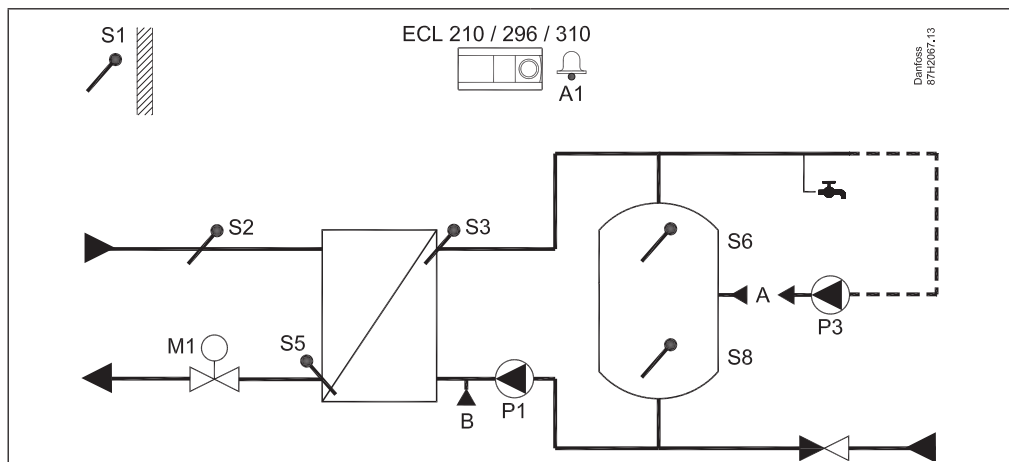 S1
ECL 210 / 296 / 310
A1
Danfoss
87H2067.13
S2
S3
S6
A
P3
M1
S5
S8
B
P1